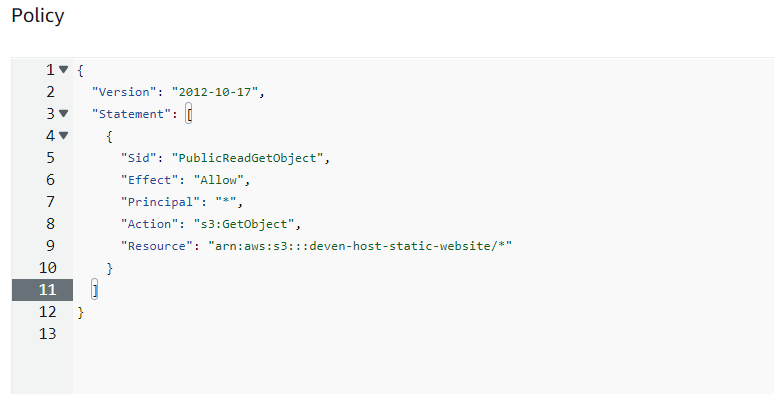 Policy
1 {
2 "Version": "2012-10-17",
3 "Statement": [
4 {
5 "Sid": "PublicReadGetObject",
6 "Effect": "Allow",
7 "Principal": "*",
8 "Action": "s3:GetObject",
9 "Resource": "arn:aws:s3:::deven-host-static-website/*"
10 }
11 ]
12 }
13